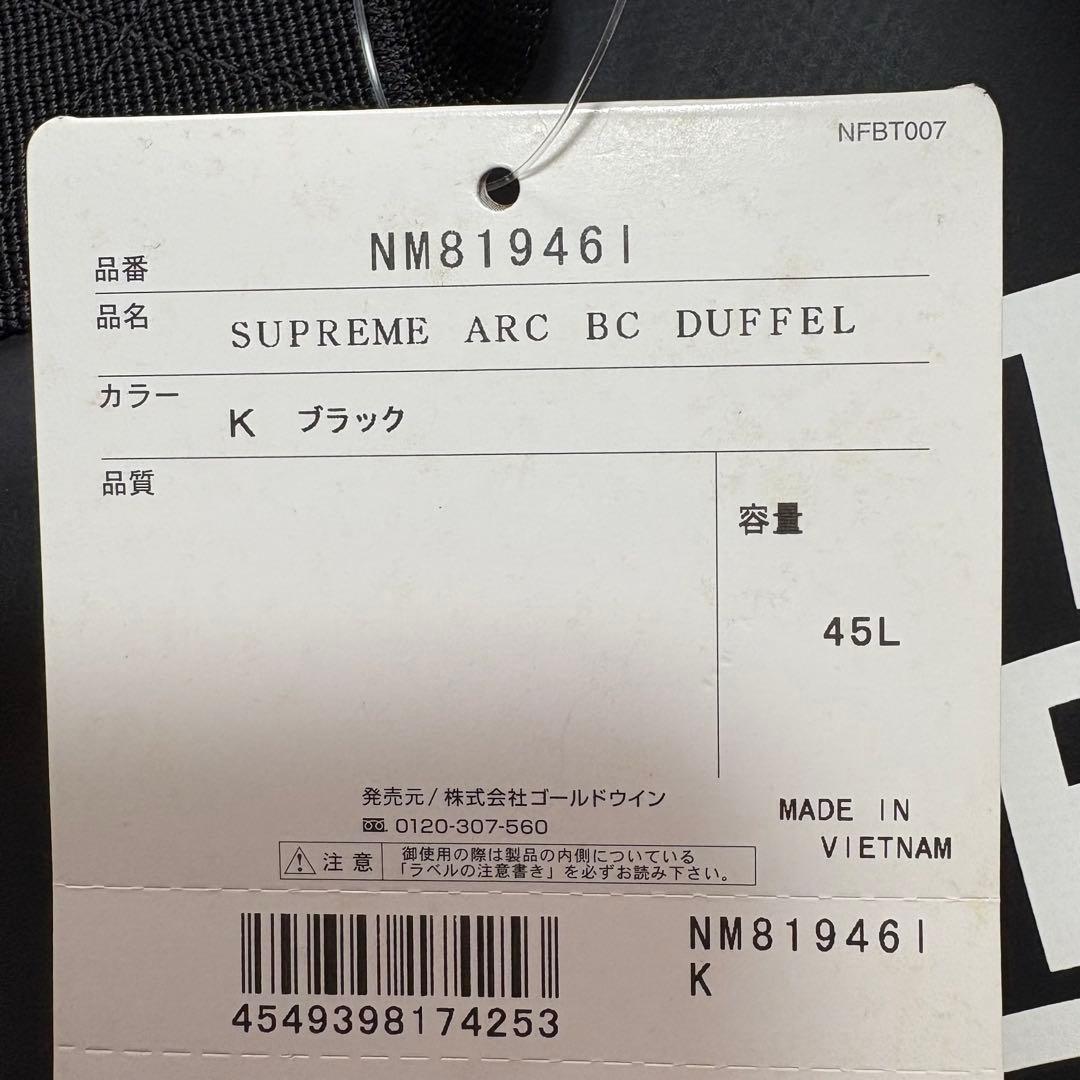 NFBT007
品番 NM81946I
品名 SUPREME ARC BC DUFFEL
カラー K ブラック
品質
容量
45L
発売元/株式会社ゴールドウイン
0120-307-560
MADE IN
VIETNAM
注意
御使用の際は製品の内側についている
「ラベルの注意書き」を必ずお読み下さい。
NM81946I
K
4549398174253